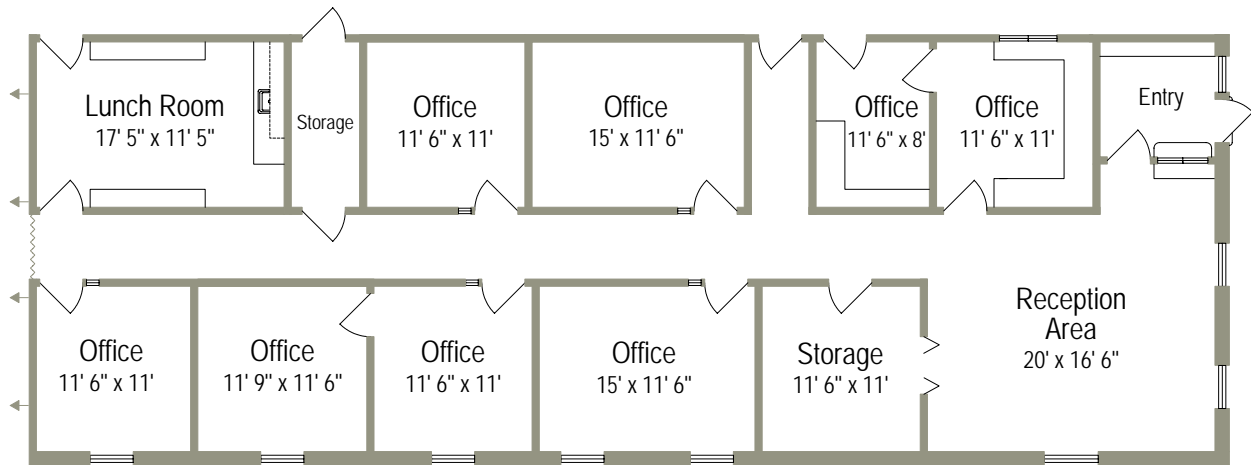 Lunch Room
17' 5" x 11' 5"
Storage
Office
11' 6" x 11'
Office
15' x 11' 6"
Office
11' 6" x 8'
Office
11' 6" x 11'
Entry
Office
11' 6" x 11'
Office
11' 9" x 11' 6"
Office
11' 6" x 11'
Office
15' x 11' 6"
Storage
11' 6" x 11'
Reception
Area
20' x 16' 6"